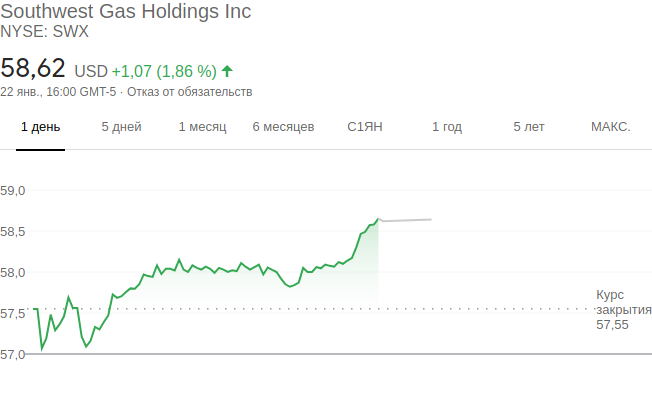 Southwest Gas Holdings Inc
NYSE: SWX
58,62 USD +1,07 (1,86 %)
22 янв., 16:00 GMT-5 · Отказ от обязательств
1 день 5 дней 1 месяц 6 месяцев С1ЯН 1 год 5 лет МАКС.
59,0
58,5
58,0
57,5
57,0
Курс
закрытия
57,55